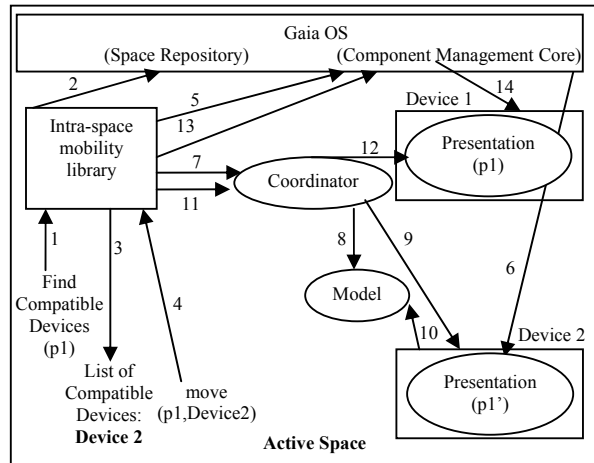 Gaia OS
(Space Repository)
(Component Management Core)
2
5
14
13
Device 1
Intra-space
mobility
library
7
12
Presentation
(p1)
Coordinator
11
1
3
8
9
6
4
Find
Compatible
Devices
(p1)
Model
10
Device 2
List of
Compatible
Devices:
Device 2
move
(p1,Device2)
Presentation
(p1’)
Active Space